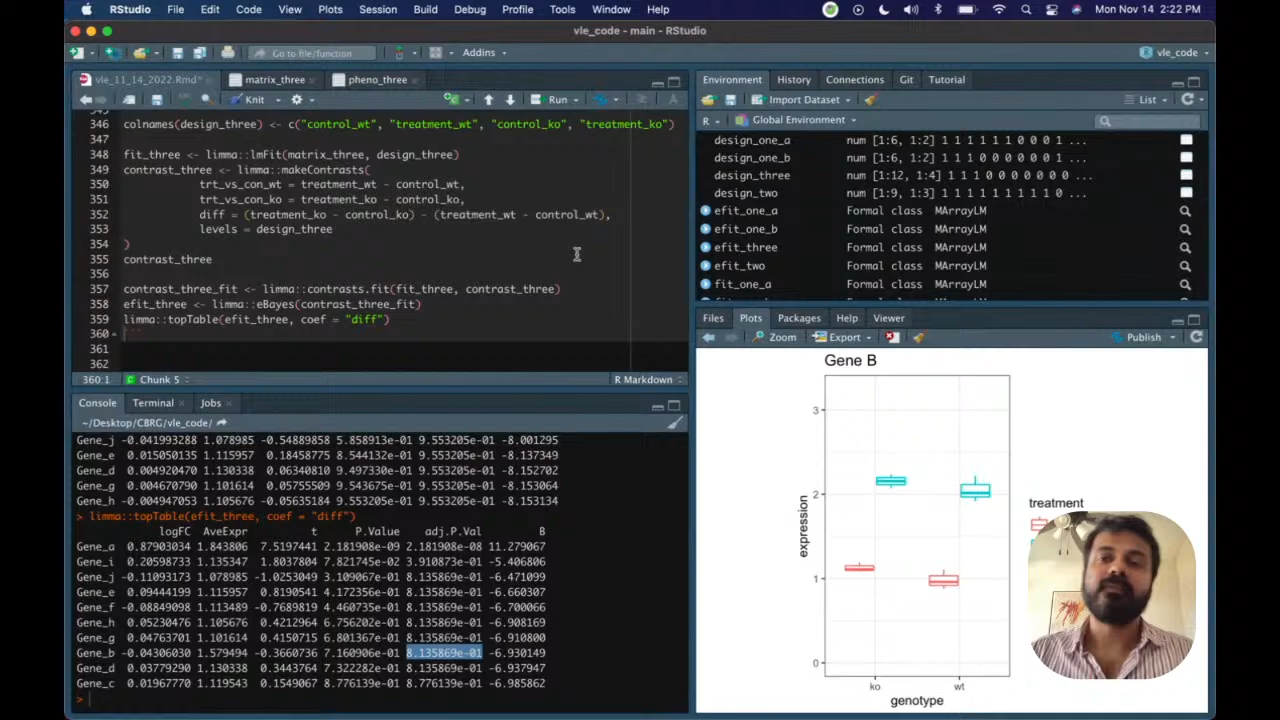 RStudio File Edit Code View Plots Session Build Debug Profile Tools Window Help Mon Nov 14 2:22 PM
vle_code - main - RStudio
Go to file/function Addins vle_code
vle_11_14_2022.Rmd* matrix_three pheno_three
Knit Run
346 colnames(design_three) <- c("control_wt", "treatment_wt", "control_ko", "treatment_ko")
347
348 fit_three <- limma::lmFit(matrix_three, design_three)
349 contrast_three <- limma::makeContrasts(
350 trt_vs_con_wt = treatment_wt - control_wt,
351 trt_vs_con_ko = treatment_ko - control_ko,
352 diff = (treatment_ko - control_ko) - (treatment_wt - control_wt),
353 levels = design_three
354 )
355 contrast_three
356
357 contrast_three_fit <- limma::contrasts.fit(fit_three, contrast_three)
358 efit_three <- limma::eBayes(contrast_three_fit)
359 limma::topTable(efit_three, coef = "diff")
360 ```
361
362
360:1 Chunk 5 R Markdown
Console Terminal Jobs
~/Desktop/CBRG/vle_code/
Gene_j -0.041993288 1.078985 -0.54889858 5.858913e-01 9.553205e-01 -8.001295
Gene_e 0.015050135 1.115957 0.18458775 8.544132e-01 9.553205e-01 -8.137349
Gene_d 0.004920470 1.130338 0.06340810 9.497330e-01 9.553205e-01 -8.152702
Gene_g 0.004670770 1.101614 0.05755509 9.543675e-01 9.553205e-01 -8.153064
Gene_h -0.004947053 1.105676 -0.05635184 9.553205e-01 9.553205e-01 -8.153134
> limma::topTable(efit_three, coef = "diff")
logFC AveExpr t P.Value adj.P.Val B
Gene_a 0.87903034 1.843806 7.5197441 2.181908e-09 2.181908e-08 11.279067
Gene_i 0.20598733 1.135347 1.8037804 7.821745e-02 3.910873e-01 -5.406806
Gene_j -0.11093173 1.078985 -1.0253049 3.109067e-01 8.135869e-01 -6.471099
Gene_e 0.09444199 1.115957 0.8190892 4.172356e-01 8.135869e-01 -6.660307
Gene_f -0.08849098 1.113489 -0.7689819 4.460735e-01 8.135869e-01 -6.700066
Gene_h 0.05230476 1.105676 0.4212964 6.756202e-01 8.135869e-01 -6.908169
Gene_g 0.04763701 1.101614 0.4150715 6.801367e-01 8.135869e-01 -6.910800
Gene_b -0.04306030 1.579494 -0.3660736 7.160906e-01 8.135869e-01 -6.930149
Gene_d 0.03779290 1.130338 0.3443764 7.322282e-01 8.135869e-01 -6.937947
Gene_c 0.01967770 1.119543 0.1549067 8.776139e-01 8.776139e-01 -6.985862
>
Environment History Connections Git Tutorial
Import Dataset List
R Global Environment
design_one_a num [1:6, 1:2] 1 1 1 1 1 1 0 0 0 1 ...
design_one_b num [1:6, 1:2] 1 1 1 0 0 0 0 0 0 1 ...
design_three num [1:12, 1:4] 1 1 1 0 0 0 0 0 0 0 ...
design_two num [1:9, 1:3] 1 1 1 1 1 1 1 1 1 0 ...
efit_one_a Formal class MArrayLM
efit_one_b Formal class MArrayLM
efit_three Formal class MArrayLM
efit_two Formal class MArrayLM
fit_one_a Formal class MArrayLM
Files Plots Packages Help Viewer
Zoom Export Publish
Gene B
3
2
1
0
expression
ko wt
genotype
treatment